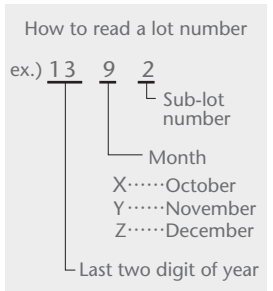 How to read a lot number
ex.) 13 9 2
Sub-lot
number
Month
X······October
Y······November
Z······December
Last two digit of year